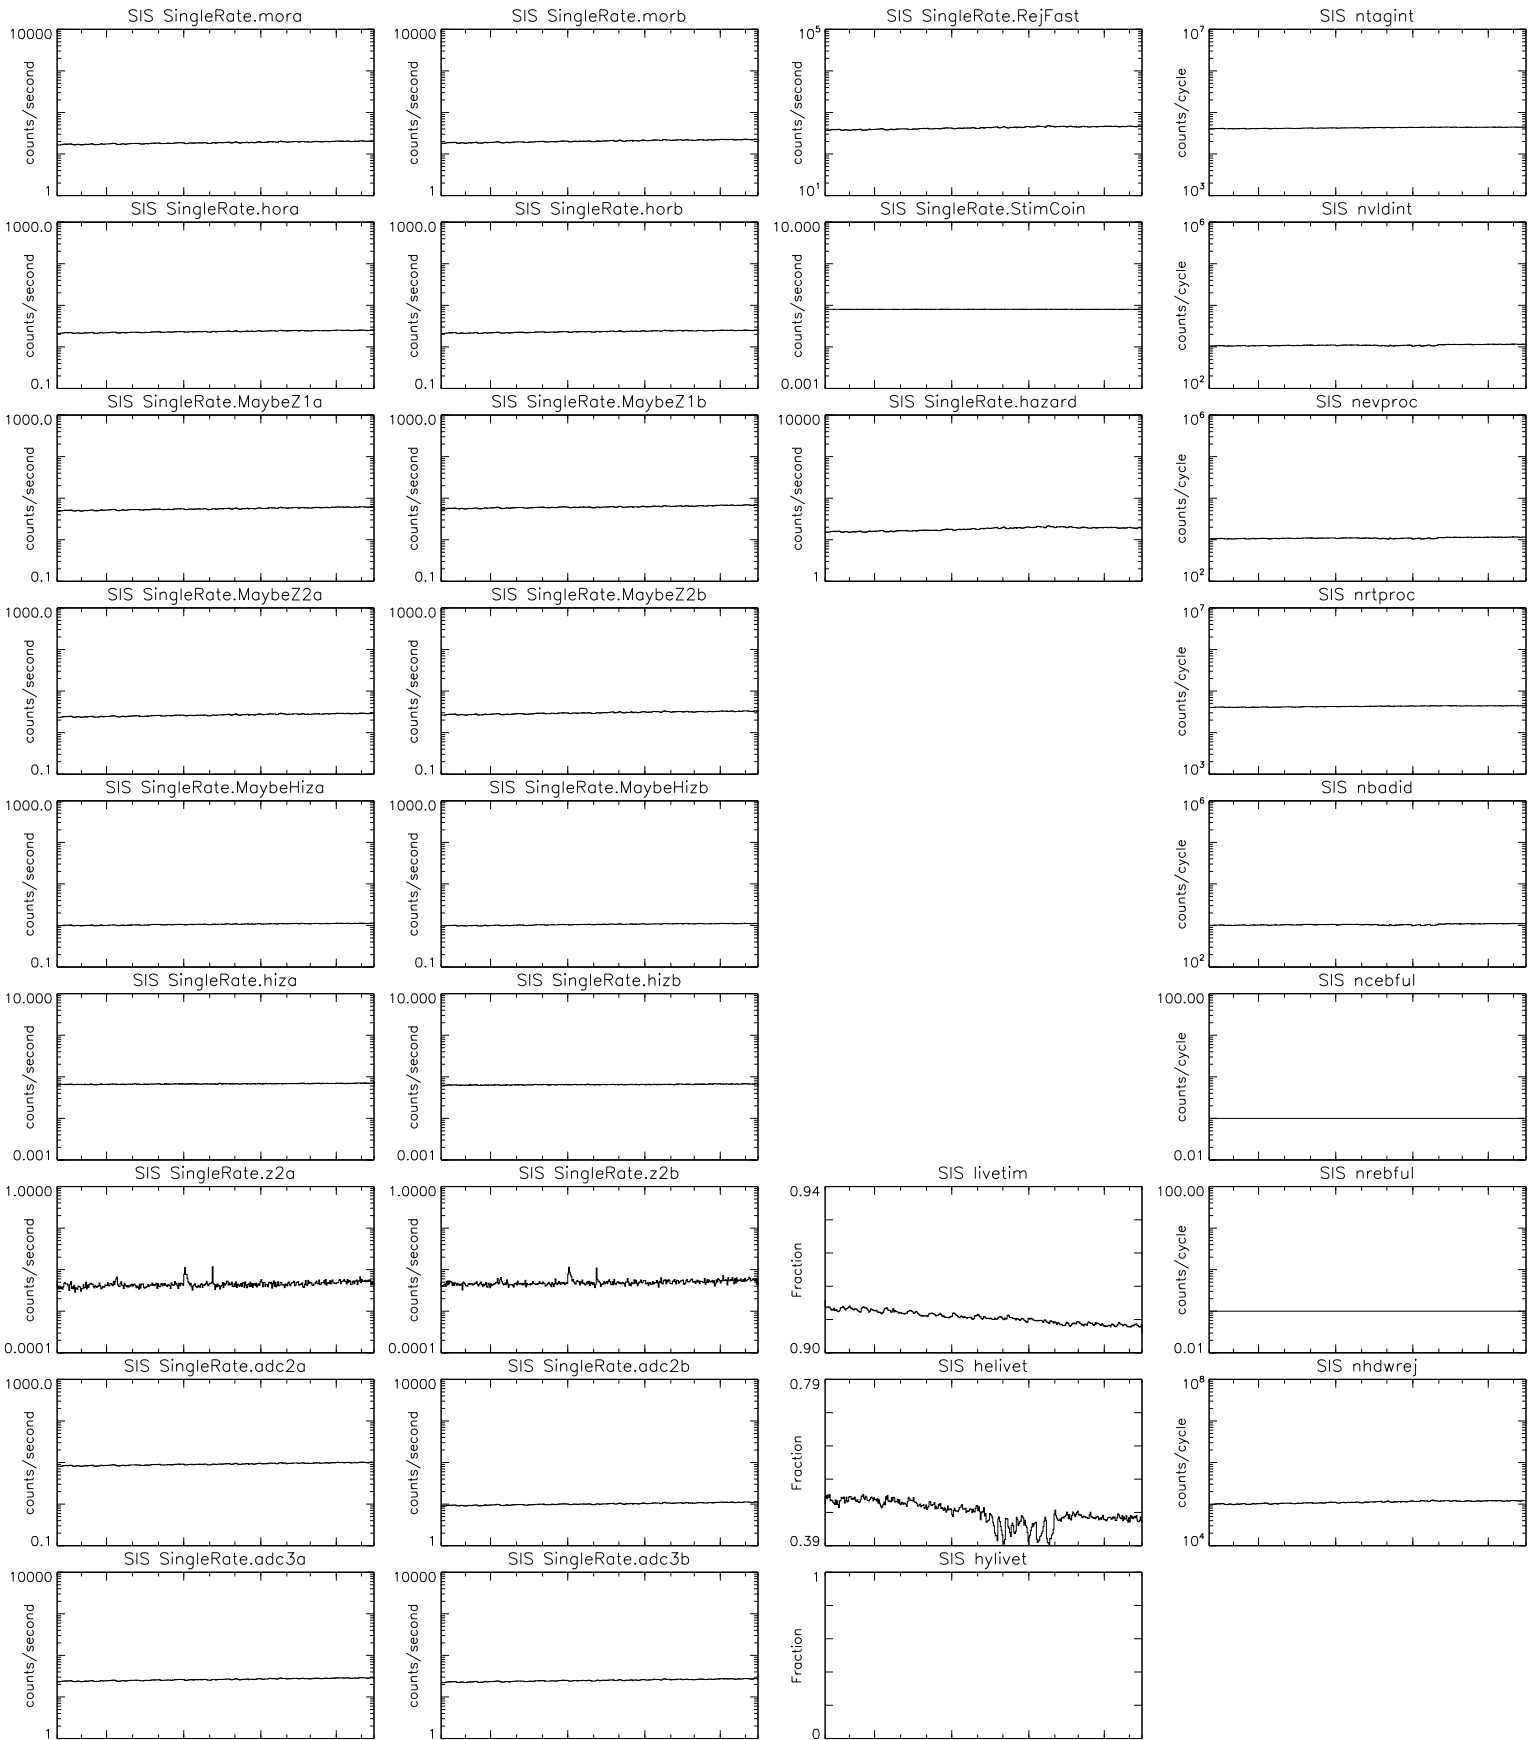 SIS SingleRate.mora
10000
counts/second
1
SIS SingleRate.morb
10000
counts/second
1
SIS SingleRate.RejFast
10^5
counts/second
10^1
SIS ntagint
10^7
counts/cycle
10^3
SIS SingleRate.hora
1000.0
counts/second
0.1
SIS SingleRate.horb
1000.0
counts/second
0.1
SIS SingleRate.StimCoin
10.000
counts/second
0.001
SIS nvldint
10^6
counts/cycle
10^2
SIS SingleRate.MaybeZ1a
1000.0
counts/second
0.1
SIS SingleRate.MaybeZ1b
1000.0
counts/second
0.1
SIS SingleRate.hazard
10000
counts/second
1
SIS nevproc
10^6
counts/cycle
10^2
SIS SingleRate.MaybeZ2a
1000.0
counts/second
0.1
SIS SingleRate.MaybeZ2b
1000.0
counts/second
0.1
SIS nrtproc
10^7
counts/cycle
10^3
SIS SingleRate.MaybeHiza
1000.0
counts/second
0.1
SIS SingleRate.MaybeHizb
1000.0
counts/second
0.1
SIS nbadid
10^6
counts/cycle
10^2
SIS SingleRate.hiza
10.000
counts/second
0.001
SIS SingleRate.hizb
10.000
counts/second
0.001
SIS ncebful
100.00
counts/cycle
0.01
SIS SingleRate.z2a
1.0000
counts/second
0.0001
SIS SingleRate.z2b
1.0000
counts/second
0.0001
SIS livetim
0.94
Fraction
0.90
SIS nrebful
100.00
counts/cycle
0.01
SIS SingleRate.adc2a
1000.0
counts/second
0.1
SIS SingleRate.adc2b
10000
counts/second
1
SIS helivet
0.79
Fraction
0.39
SIS nhdwrej
10^8
counts/cycle
10^4
SIS SingleRate.adc3a
10000
counts/second
1
SIS SingleRate.adc3b
10000
counts/second
1
SIS hylivet
1
Fraction
0